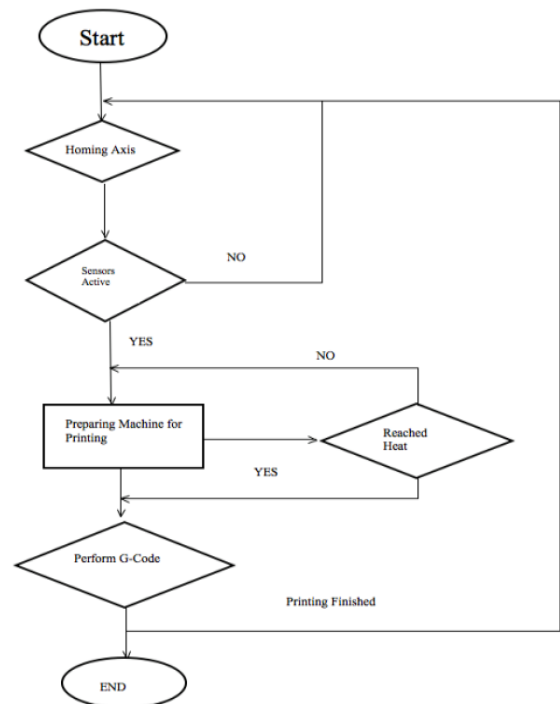 Start
Homing Axis
NO
Sensors
Active
YES
NO
Preparing Machine for
Printing
Reached
Heat
YES
Perform G-Code
Printing Finished
END